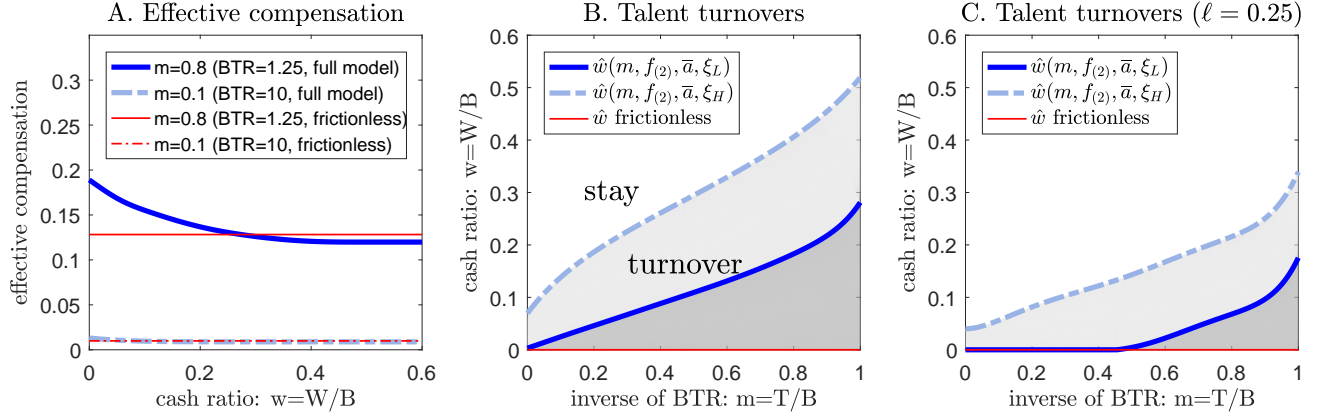 A. Effective compensation
effective compensation
0.3
0.25
0.2
0.15
0.1
0.05
0
m=0.8 (BTR=1.25, full model)
m=0.1 (BTR=10, full model)
m=0.8 (BTR=1.25, frictionless)
m=0.1 (BTR=10, frictionless)
0 0.2 0.4 0.6
cash ratio: w=W/B
B. Talent turnovers
cash ratio: w=W/B
0.6
0.5
0.4
0.3
0.2
0.1
0
ŵ(m, f₍₂₎, a̅, ξ_L)
ŵ(m, f₍₂₎, a̅, ξ_H)
ŵ frictionless
stay
turnover
0 0.2 0.4 0.6 0.8 1
inverse of BTR: m=T/B
C. Talent turnovers (ℓ = 0.25)
cash ratio: w=W/B
0.6
0.5
0.4
0.3
0.2
0.1
0
ŵ(m, f₍₂₎, a̅, ξ_L)
ŵ(m, f₍₂₎, a̅, ξ_H)
ŵ frictionless
0 0.2 0.4 0.6 0.8 1
inverse of BTR: m=T/B